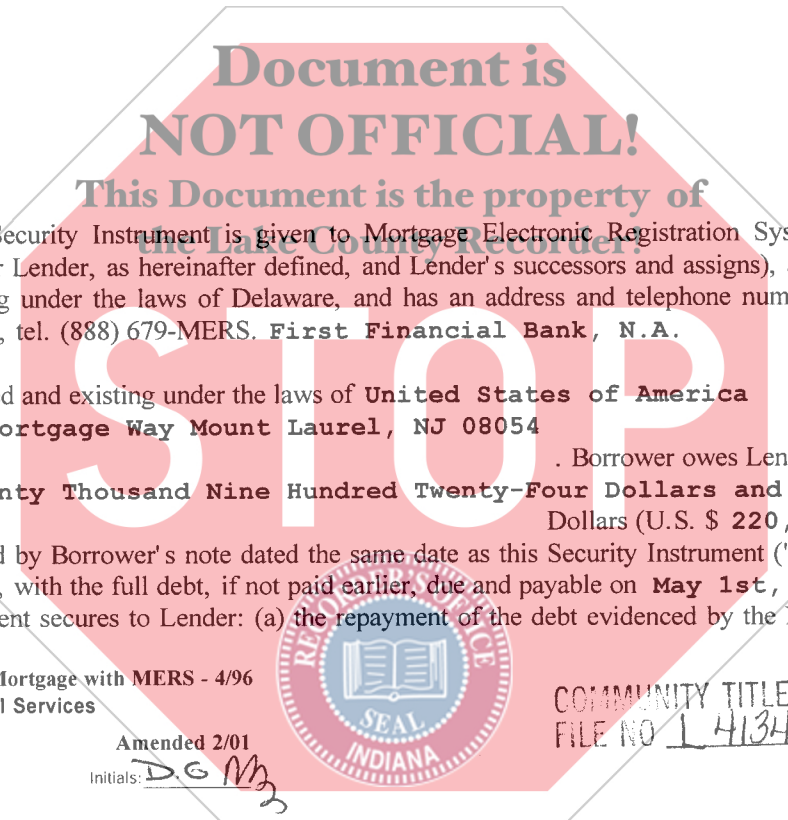 Document is
NOT OFFICIAL!
This Document is the property of
the Lake County Recorder!
Security Instrument is given to Mortgage Electronic Registration Sys
r Lender, as hereinafter defined, and Lender's successors and assigns),
g under the laws of Delaware, and has an address and telephone num
, tel. (888) 679-MERS. First Financial Bank, N.A.
d and existing under the laws of United States of America
ortgage Way Mount Laurel, NJ 08054
. Borrower owes Len
nty Thousand Nine Hundred Twenty-Four Dollars and
Dollars (U.S. $ 220,
d by Borrower's note dated the same date as this Security Instrument ("
, with the full debt, if not paid earlier, due and payable on May 1st,
ent secures to Lender: (a) the repayment of the debt evidenced by the
STOP
RECORDER'S OFFICE
SEAL
INDIANA
Mortgage with MERS - 4/96
l Services
Amended 2/01
Initials: D.G
COMMUNITY TITLE
FILE NO L 4134